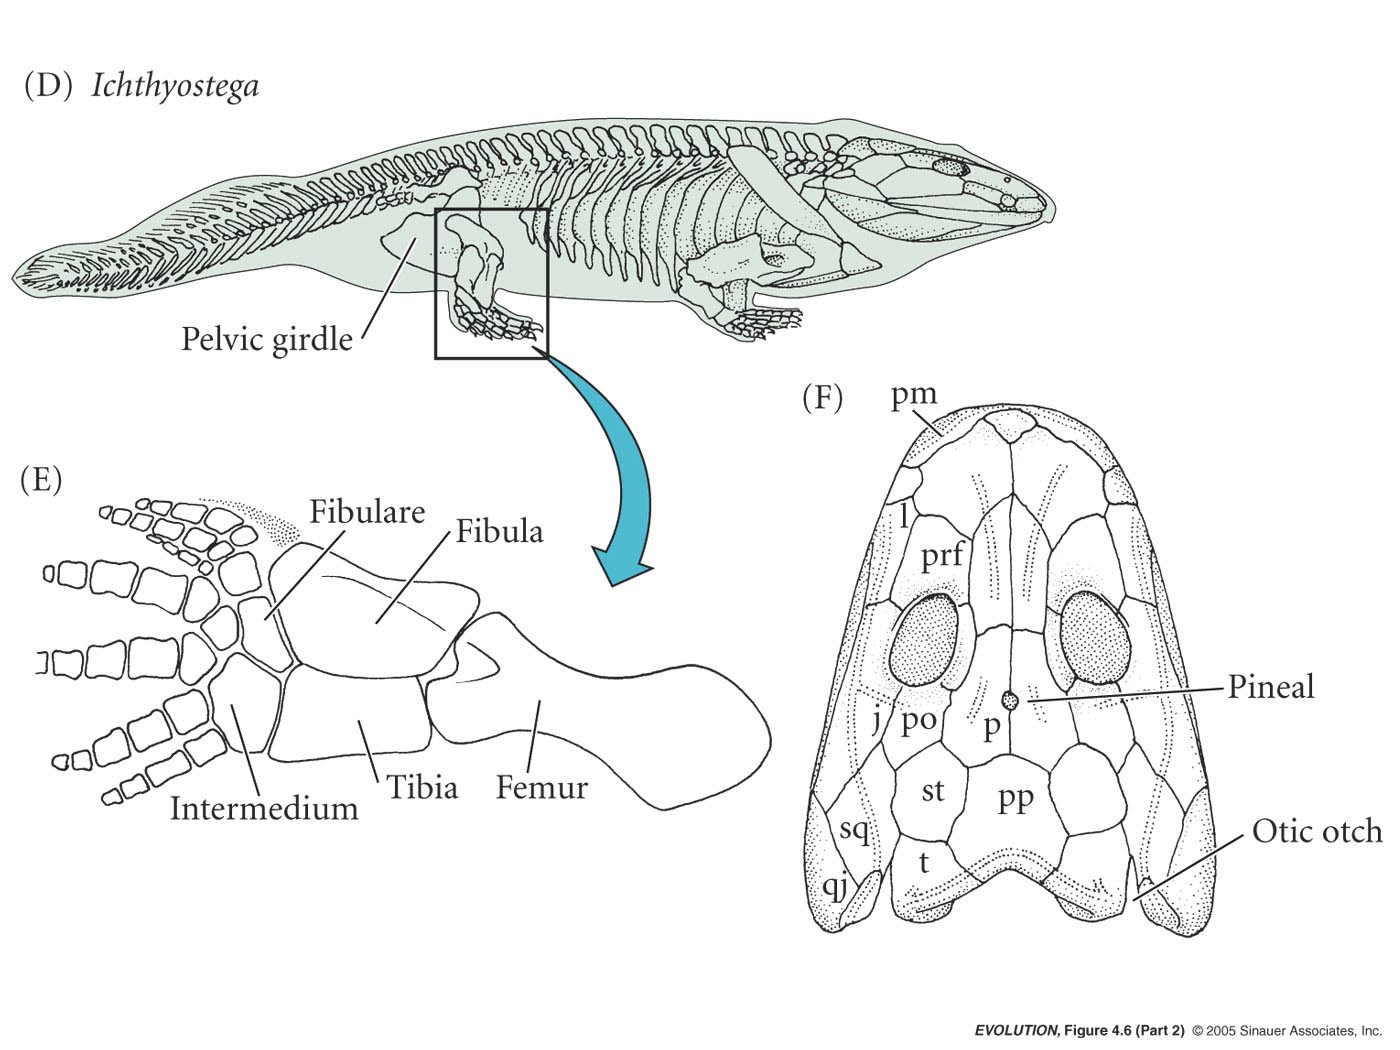 (D) Ichthyostega
Pelvic girdle
(E)
Fibulare
Fibula
Intermedium
Tibia
Femur
(F)
pm
l
prf
j
po
p
Pineal
st
pp
sq
t
qj
Otic otch
EVOLUTION, Figure 4.6 (Part 2) © 2005 Sinauer Associates, Inc.